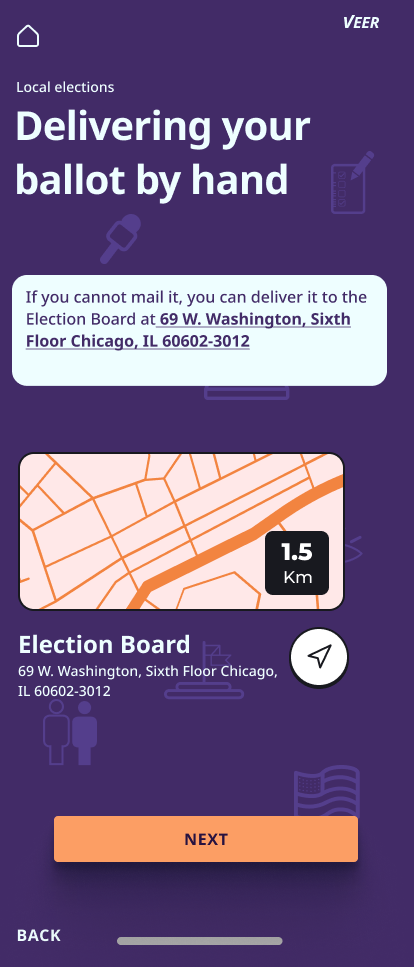 VEER
Local elections
Delivering your
ballot by hand
If you cannot mail it, you can deliver it to the
Election Board at 69 W. Washington, Sixth
Floor Chicago, IL 60602-3012
1.5
Km
Election Board
69 W. Washington, Sixth Floor Chicago,
IL 60602-3012
NEXT
BACK